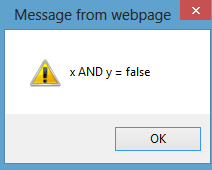 Message from webpage
x AND y = false
OK